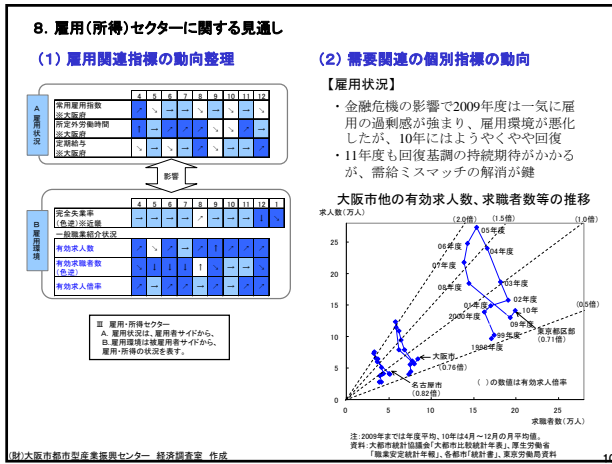 ８．雇用(所得)セクターに関する見通し
（１）雇用関連指標の動向整理
（２）需要関連の個別指標の動向
4 5 6 7 8 9 10 11 12
A 雇用状況
常用雇用指数
※大阪府
所定外労働時間
※大阪府
定期給与
※大阪府
影響
4 5 6 7 8 9 10 11 12 1
B 雇用環境
完全失業率
(色逆)※近畿
一般職業紹介状況
有効求人数
有効求職者数
(色逆)
有効求人倍率
Ⅲ 雇用・所得セクター
A. 雇用状況は、雇用者サイドから、
B. 雇用環境は被雇用者サイドから、
雇用・所得の状況を表す。
【雇用状況】
・金融危機の影響で2009年度は一気に雇
用の過剰感が強まり、雇用環境が悪化
したが、10年にはようやくやや回復
・11年度も回復基調の持続期待がかかる
が、需給ミスマッチの解消が鍵
大阪市他の有効求人数、求職者数等の推移
求人数(万人)
(2.0倍)
(1.5倍)
(1.0倍)
(0.5倍)
05年度
06年度
04年度
07年度
08年度
03年度
02年度
2000年度
10年
09年度
東京都区部
(0.71倍)
99年度
1998年度
大阪市
(0.76倍)
名古屋市
(0.82倍)
( )の数値は有効求人倍率
25
20
15
10
5
0
0 5 10 15 20 25
求職者数(万人)
注:2009年までは年度平均、10年は4月～12月の月平均値。
資料:大都市統計協議会「大都市比較統計年表」、厚生労働省
「職業安定統計年報」、各都市「統計書」、東京労働局資料
(財)大阪市都市型産業振興センター 経済調査室 作成